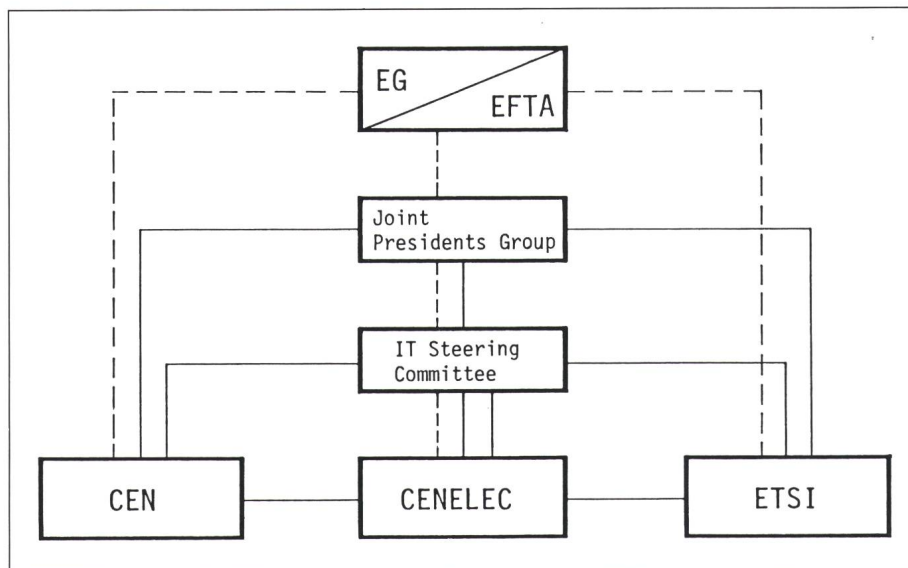 EG
EFTA
Joint
Presidents Group
IT Steering
Committee
CEN
CENELEC
ETSI